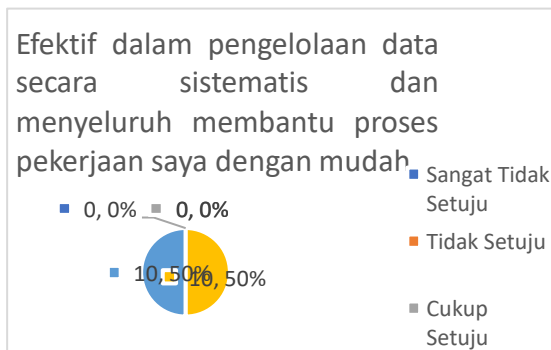 Efektif dalam pengelolaan data
secara sistematis dan
menyeluruh membantu proses
pekerjaan saya dengan mudah
Sangat Tidak
Setuju
0, 0% 0, 0%
Tidak Setuju
10, 50% 10, 50%
Cukup
Setuju